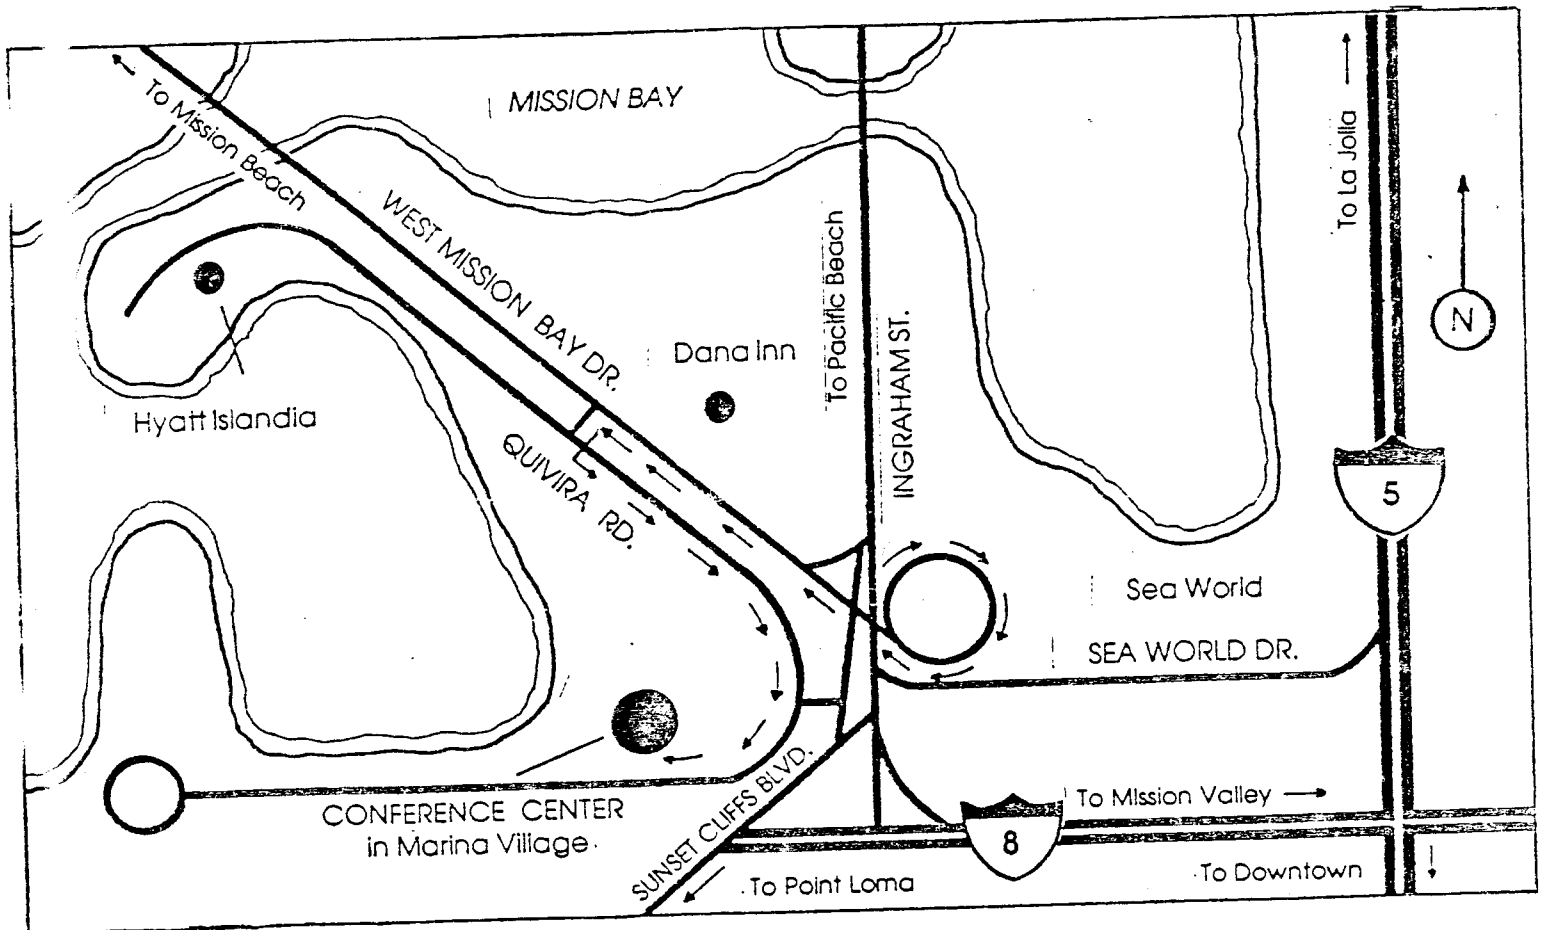 To Mission Beach
MISSION BAY
To La Jolla
WEST MISSION BAY DR.
To Pacific Beach
INGRAHAM ST.
N
Dana Inn
Hyatt Islandia
QUIVIRA RD.
5
Sea World
SEA WORLD DR.
CONFERENCE CENTER
in Marina Village
SUNSET CLIFFS BLVD.
To Mission Valley
8
To Point Loma
To Downtown